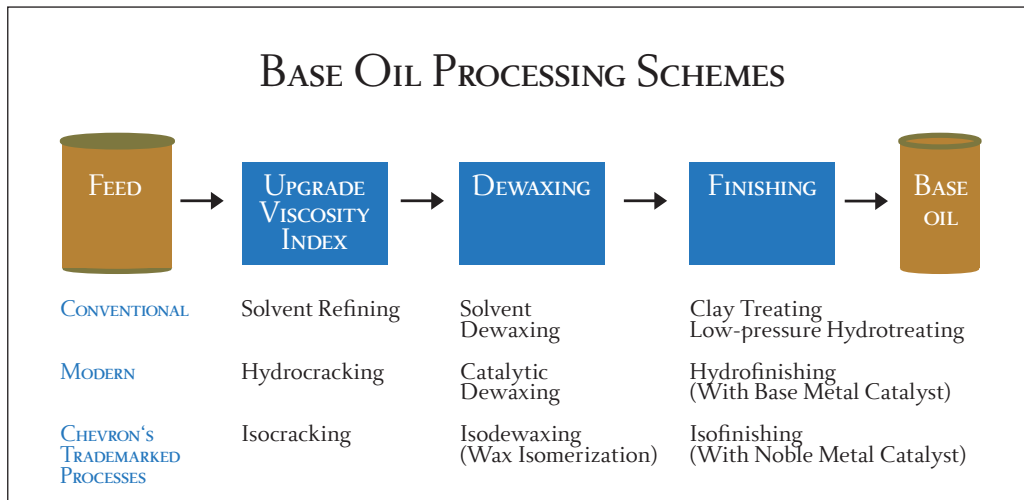 Base Oil Processing Schemes
Feed
Upgrade
Viscosity
Index
Dewaxing
Finishing
Base
oil
Conventional
Solvent Refining
Solvent
Dewaxing
Clay Treating
Low-pressure Hydrotreating
Modern
Hydrocracking
Catalytic
Dewaxing
Hydrofinishing
(With Base Metal Catalyst)
Chevron‘s
Trademarked
Processes
Isocracking
Isodewaxing
(Wax Isomerization)
Isofinishing
(With Noble Metal Catalyst)